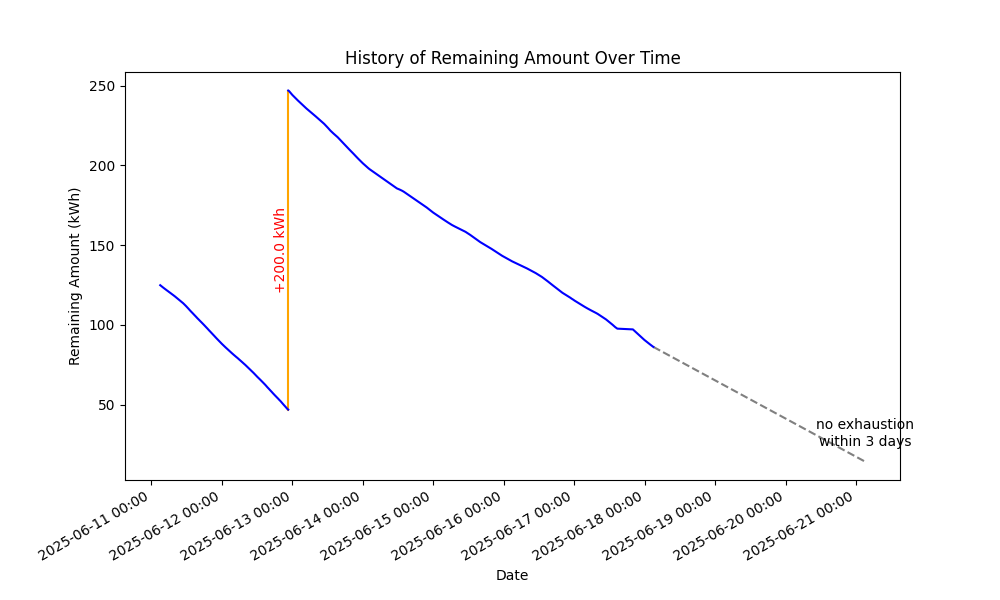 History of Remaining Amount Over Time
Remaining Amount (kWh)
250
200
150
100
50
+200.0 kWh
no exhaustion
within 3 days
2025-06-11 00:00
2025-06-12 00:00
2025-06-13 00:00
2025-06-14 00:00
2025-06-15 00:00
2025-06-16 00:00
2025-06-17 00:00
2025-06-18 00:00
2025-06-19 00:00
2025-06-20 00:00
2025-06-21 00:00
Date